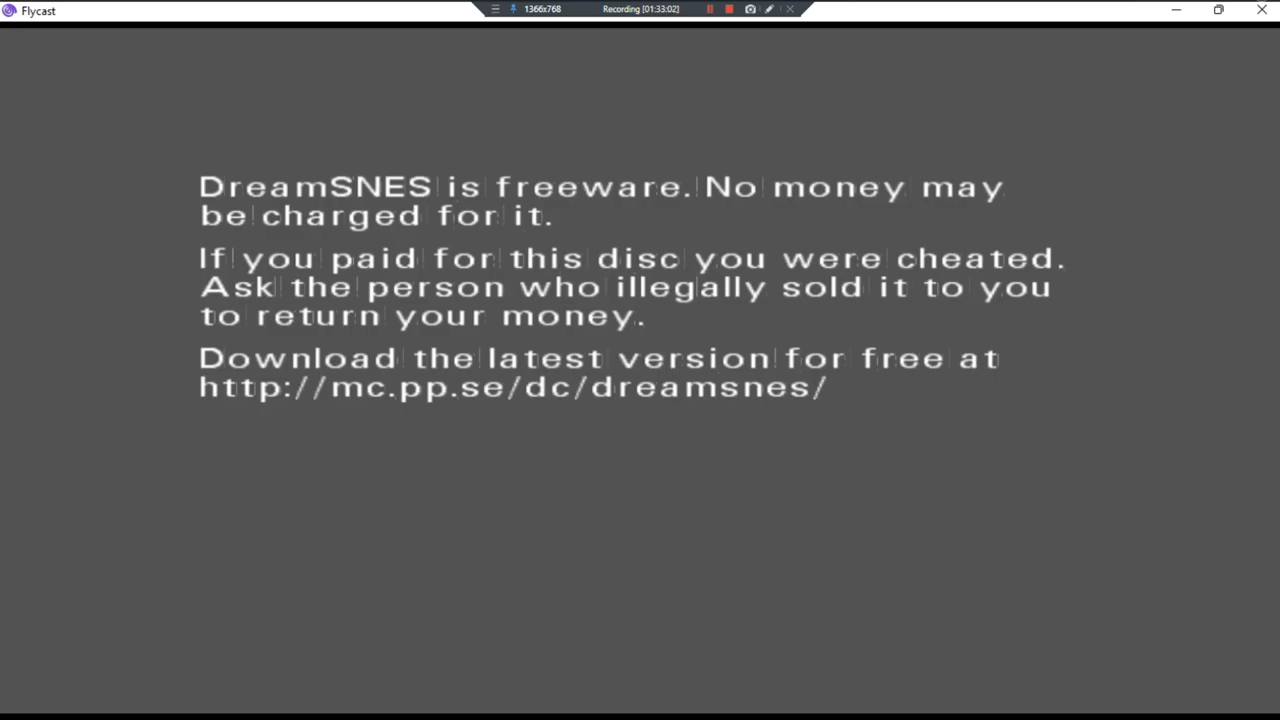 Flycast
1366x768
Recording [01:33:02]
DreamSNES is freeware. No money may
be charged for it.
If you paid for this disc you were cheated.
Ask the person who illegally sold it to you
to return your money.
Download the latest version for free at
http://mc.pp.se/dc/dreamsnes/